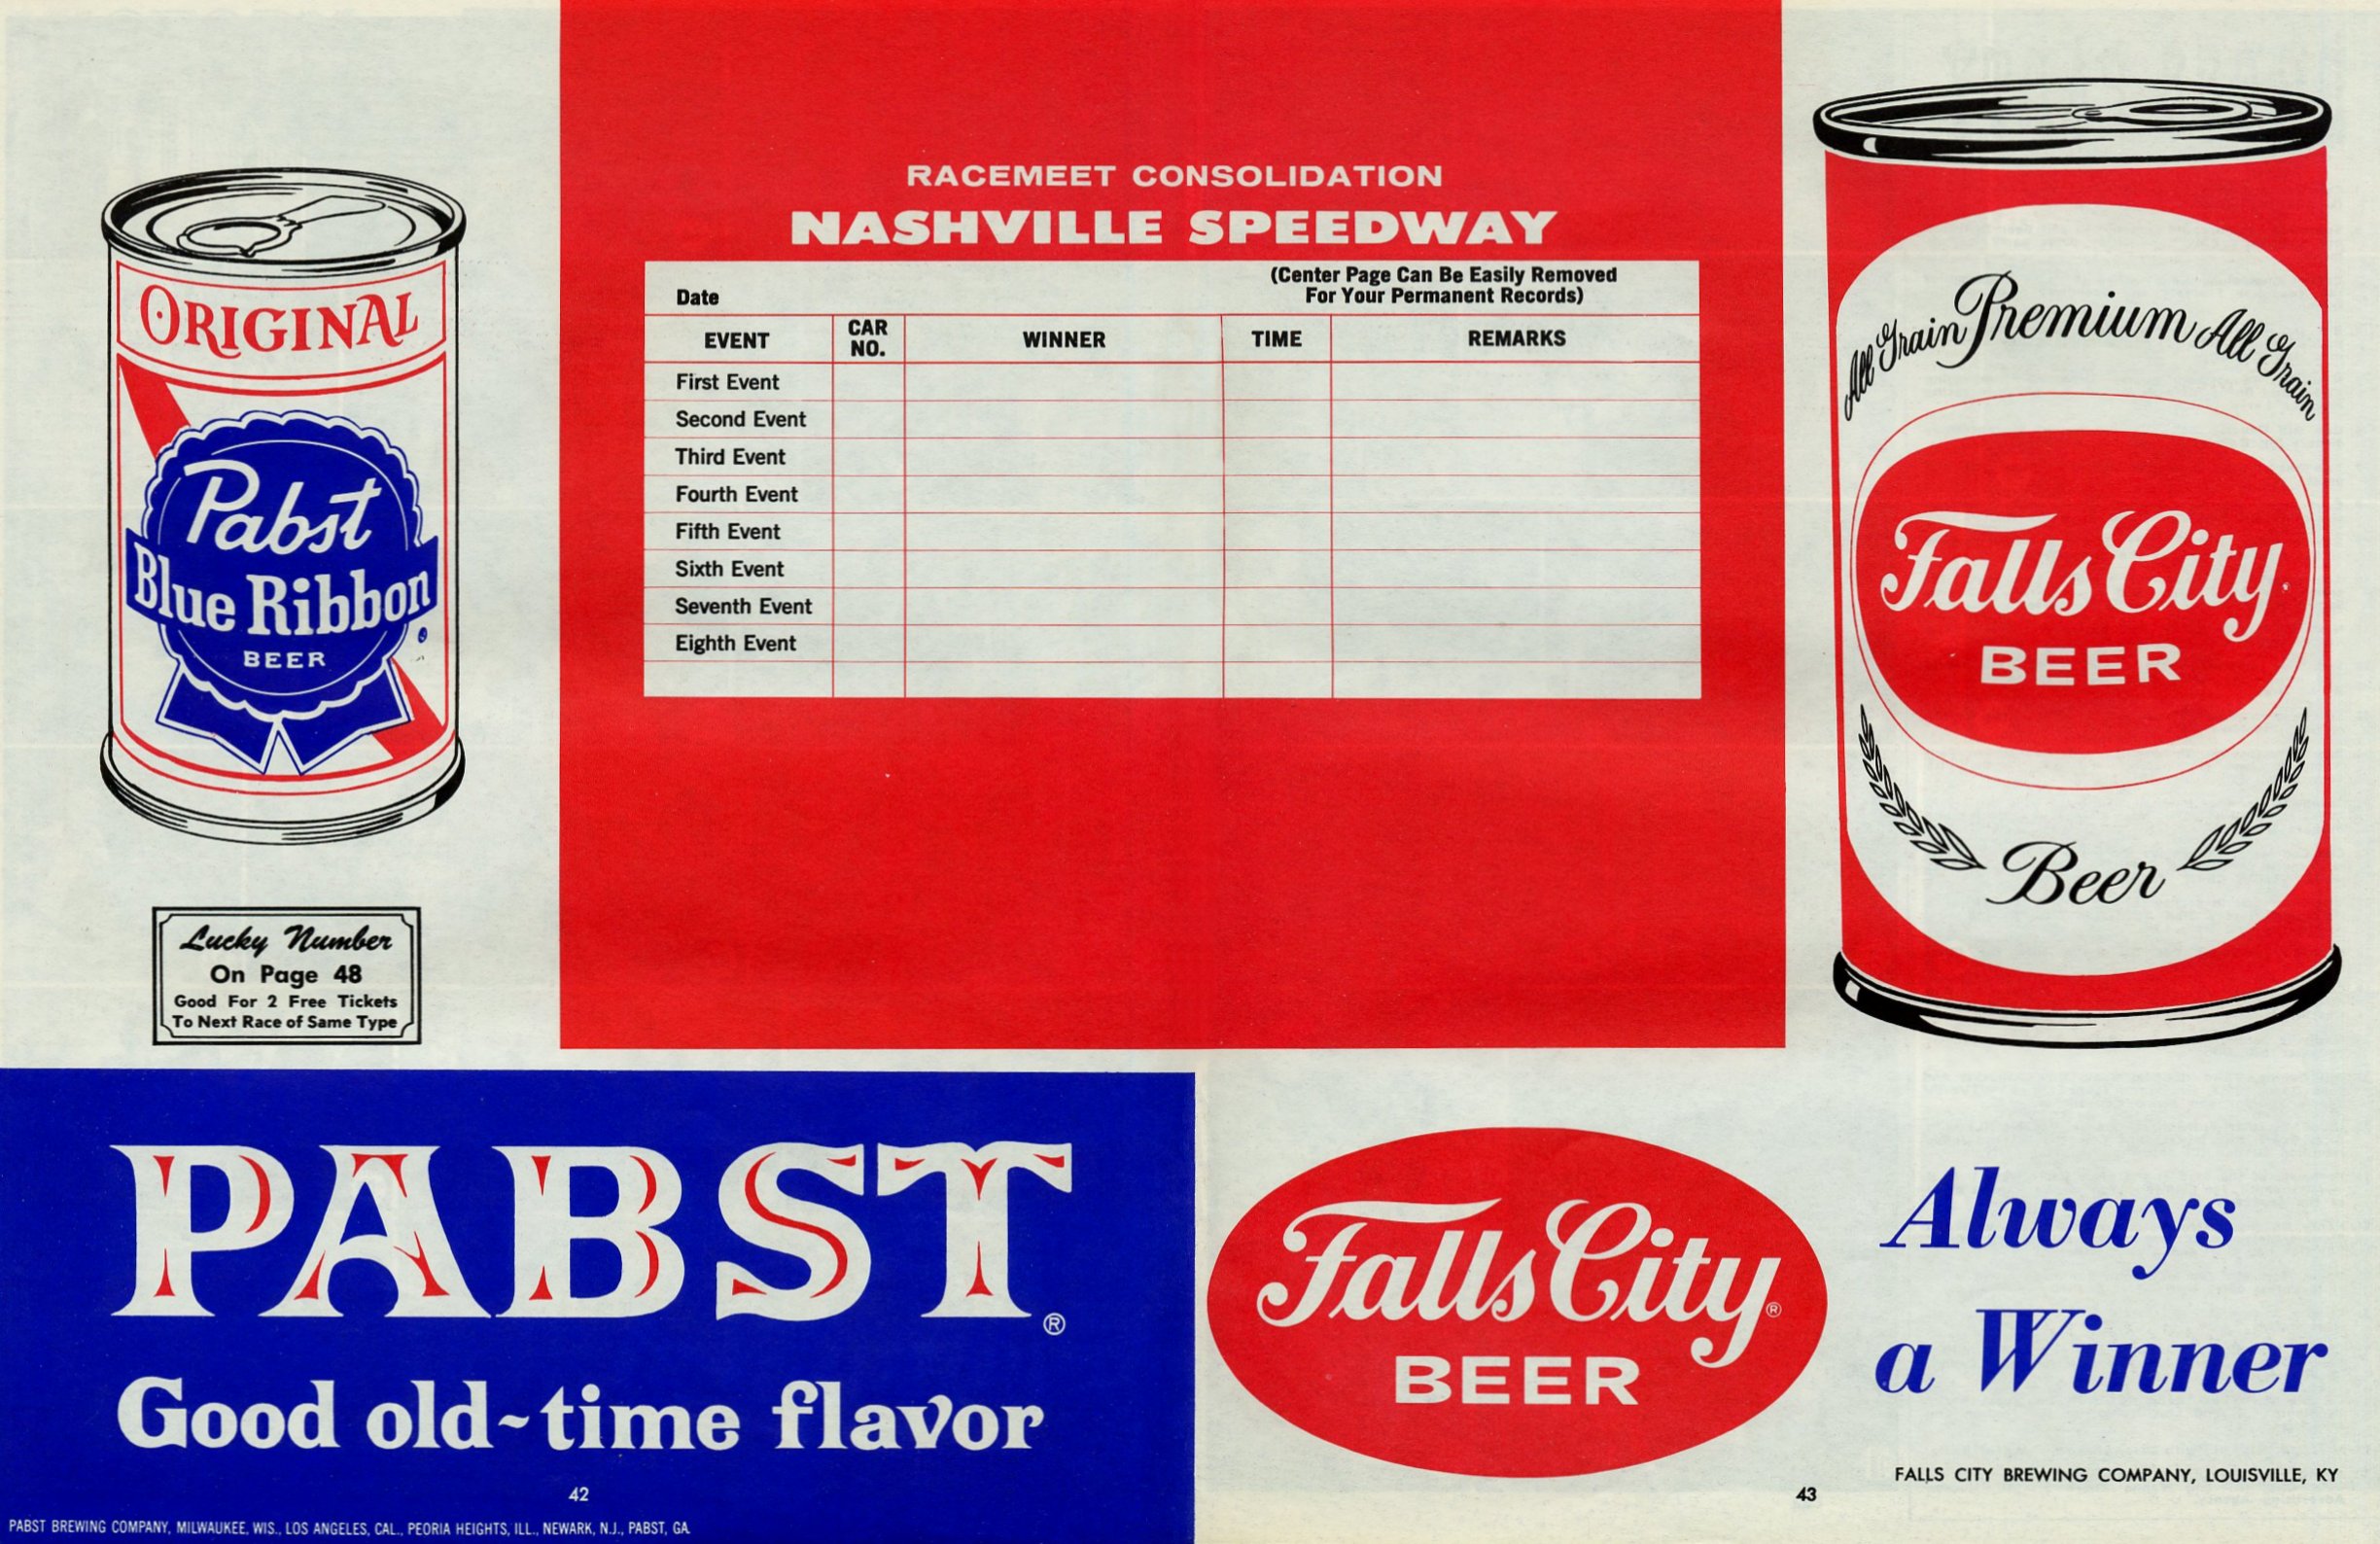 ORIGINAL
Pabst
Blue Ribbon
BEER
Lucky Number
On Page 48
Good For 2 Free Tickets
To Next Race of Same Type
RACEMEET CONSOLIDATION
NASHVILLE SPEEDWAY
Date
(Center Page Can Be Easily Removed
For Your Permanent Records)
EVENT CAR NO. WINNER TIME REMARKS
First Event
Second Event
Third Event
Fourth Event
Fifth Event
Sixth Event
Seventh Event
Eighth Event
All Grain Premium All Grain
Falls City
BEER
Beer
PABST®
Good old-time flavor
42
PABST BREWING COMPANY, MILWAUKEE, WIS., LOS ANGELES, CAL., PEORIA HEIGHTS, ILL., NEWARK, N.J., PABST, GA.
Falls City®
BEER
Always
a Winner
FALLS CITY BREWING COMPANY, LOUISVILLE, KY
43